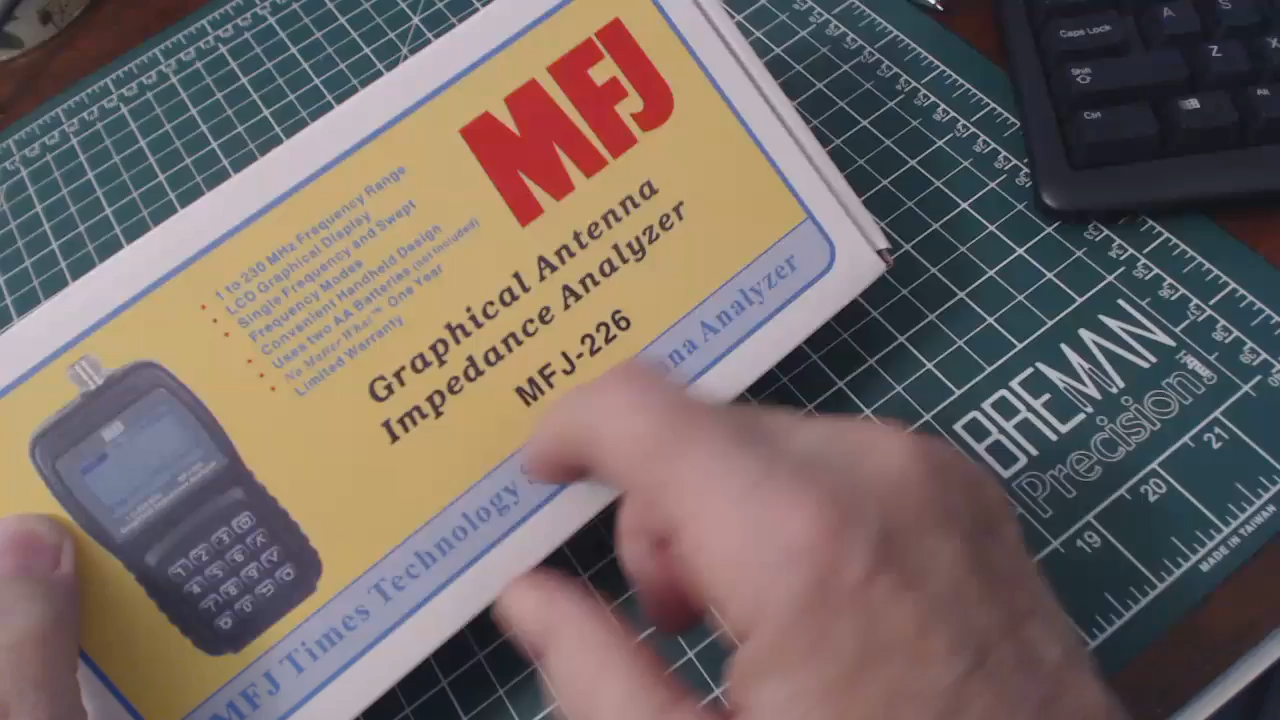 MFJ
1 to 230 MHz Frequency Range
LCD Graphical Display
Single Frequency and Swept
Frequency Modes
Convenient Handheld Design
Uses two AA Batteries (not included)
No Matter What™ One Year
Limited Warranty
Graphical Antenna
Impedance Analyzer
MFJ-226
MFJ Times Technology
na Analyzer
BREMAN
Precision
GmbH
19 20 21
MADE IN TAIWAN
Caps Lock
A
S
Shift
Z
X
Ctrl
Alt